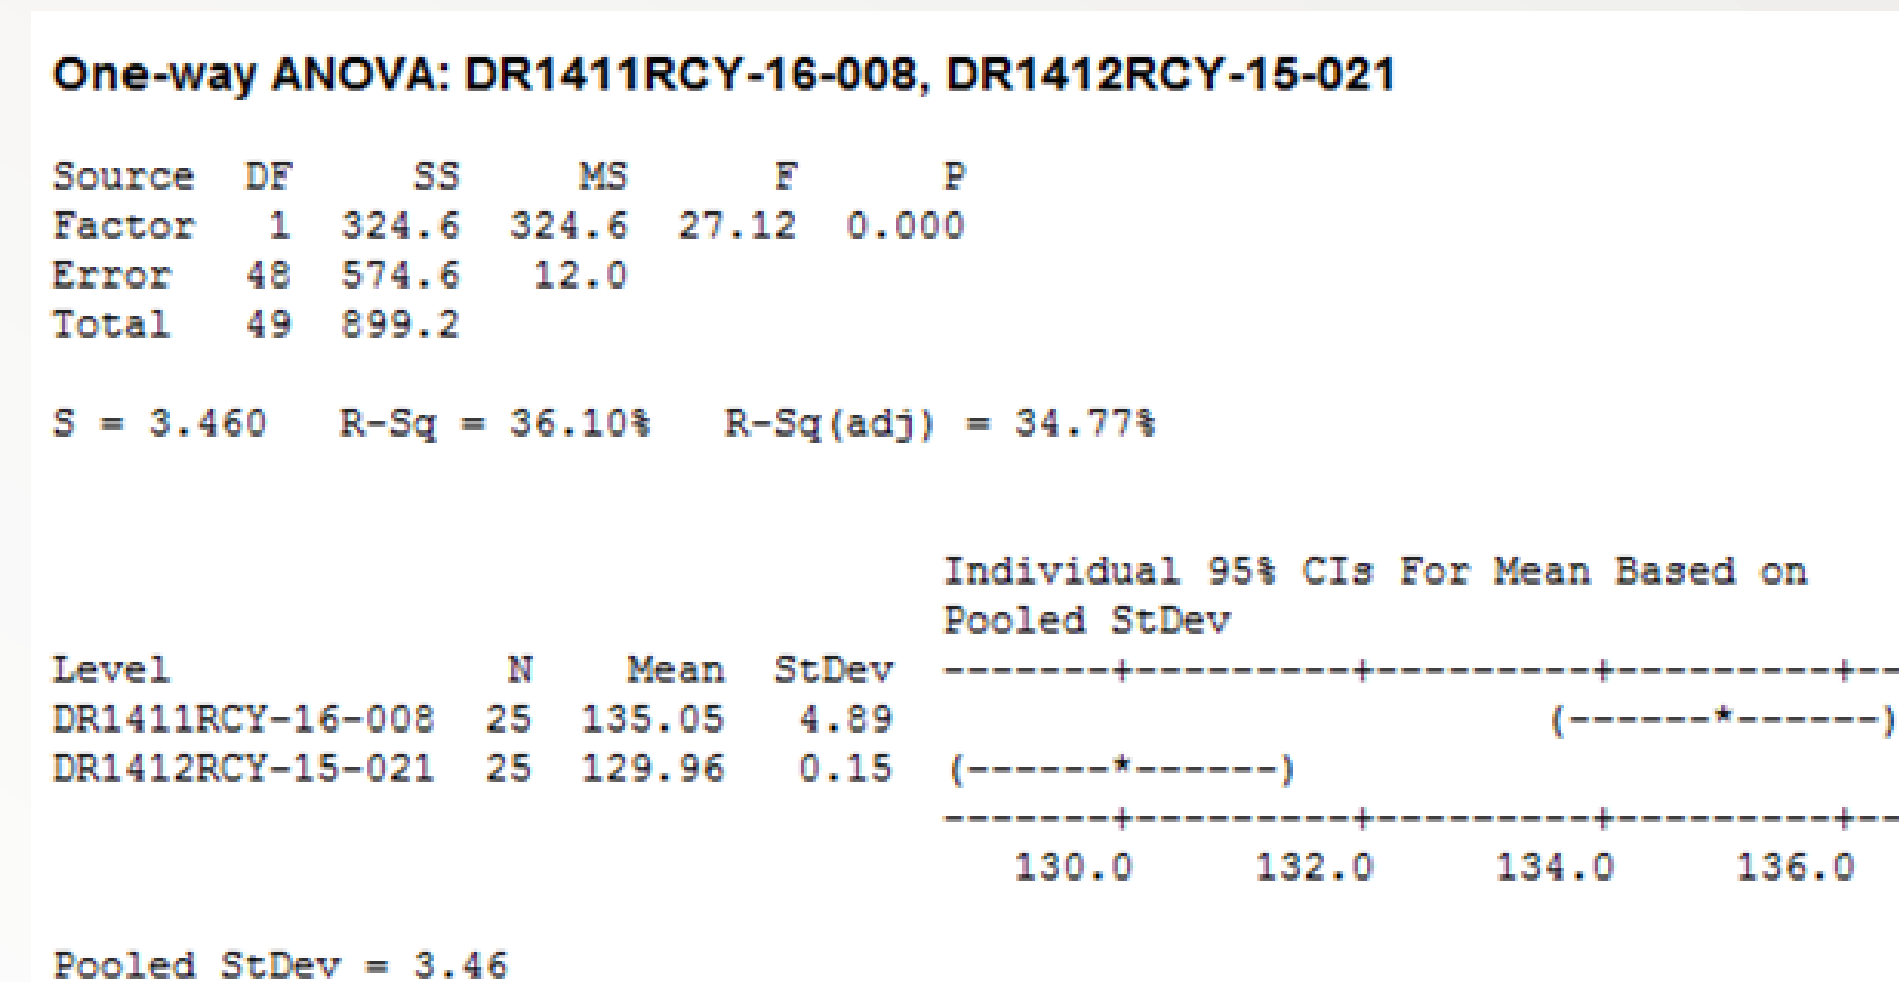 One-way ANOVA: DR1411RCY-16-008, DR1412RCY-15-021
Source  DF     SS     MS      F      P
Factor   1  324.6  324.6  27.12  0.000
Error   48  574.6   12.0
Total   49  899.2
S = 3.460   R-Sq = 36.10%   R-Sq(adj) = 34.77%
Individual 95% CIs For Mean Based on
Pooled StDev
Level               N    Mean  StDev  -------+---------+---------+---------+--
DR1411RCY-16-008  25  135.05   4.89                           (------*------)
DR1412RCY-15-021  25  129.96   0.15  (------*------)
-------+---------+---------+---------+--
130.0     132.0     134.0     136.0
Pooled StDev = 3.46